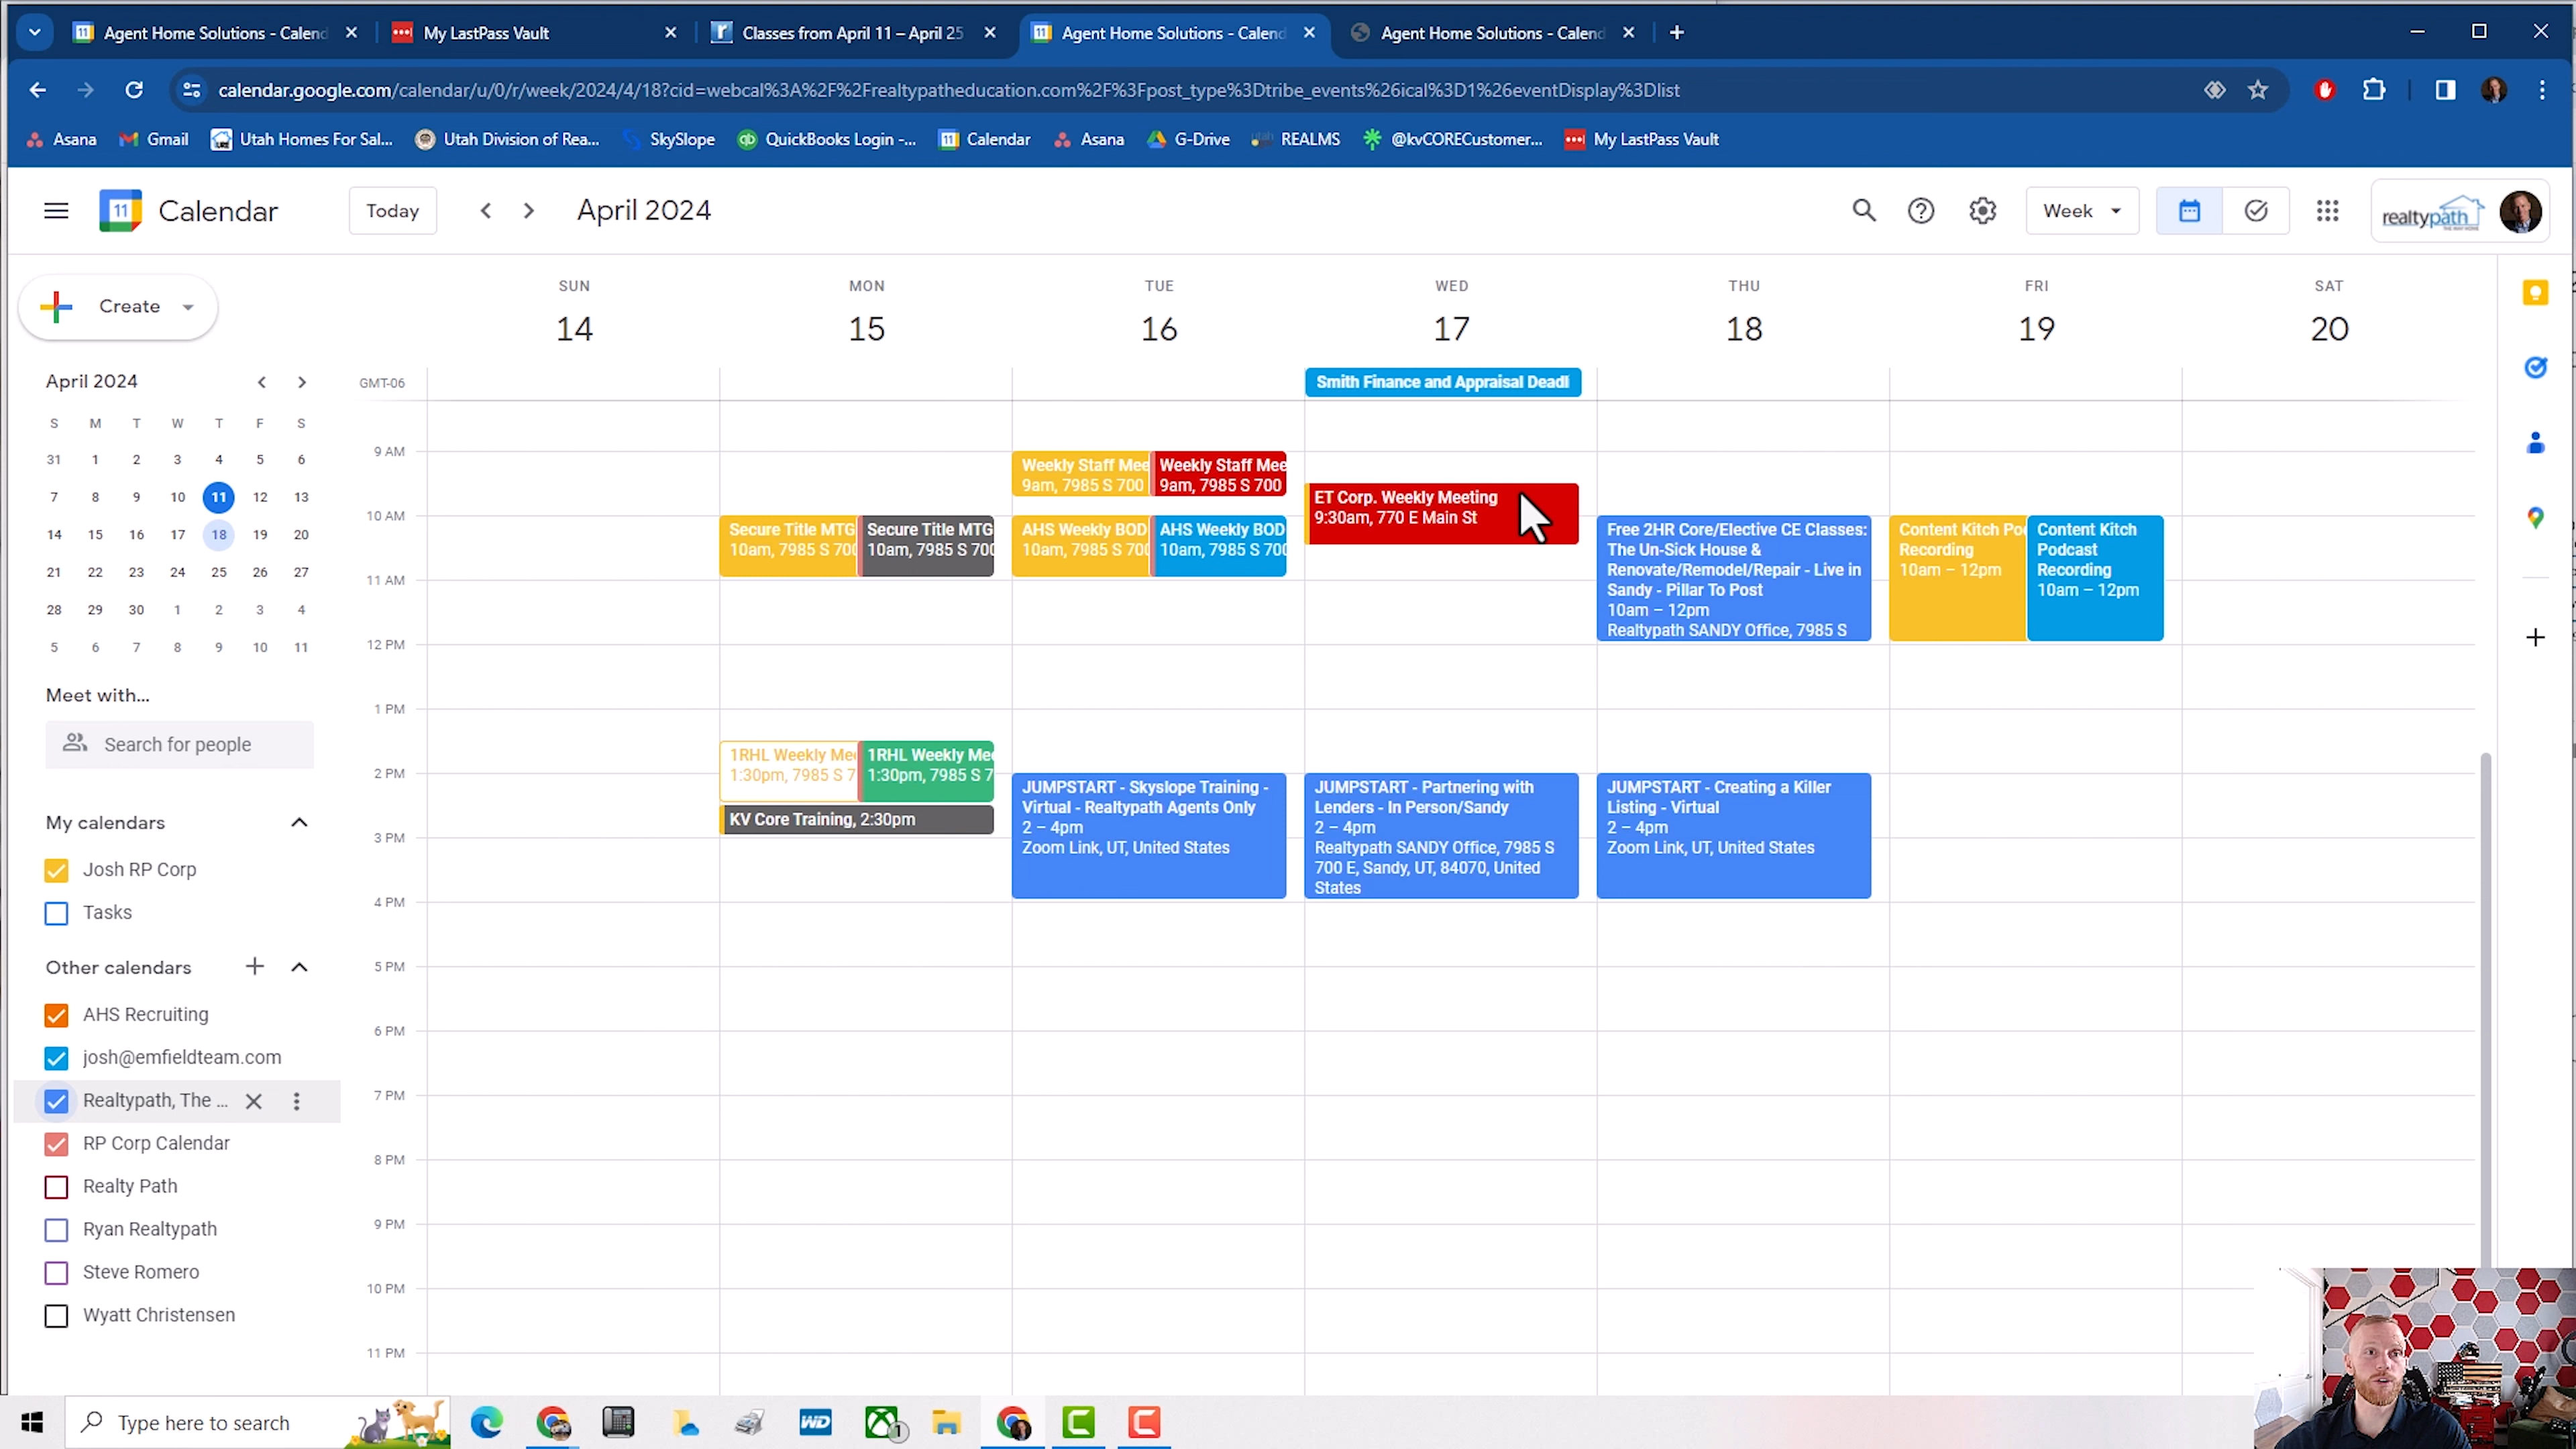 Agent Home Solutions - Calend
My LastPass Vault
Classes from April 11 – April 25
Agent Home Solutions - Calend
Agent Home Solutions - Calend
calendar.google.com/calendar/u/0/r/week/2024/4/18?cid=webcal%3A%2F%2Frealtypatheducation.com%2F%3Fpost_type%3Dtribe_events%26ical%3D1%26eventDisplay%3Dlist
Asana
Gmail
Utah Homes For Sal...
Utah Division of Rea...
SkySlope
QuickBooks Login -...
Calendar
Asana
G-Drive
REALMS
@kvCORECustomer...
My LastPass Vault
11
Calendar
Today
April 2024
Week
realtypath
Create
SUN
MON
TUE
WED
THU
FRI
SAT
14
15
16
17
18
19
20
April 2024
S M T W T F S
31 1 2 3 4 5 6
7 8 9 10 11 12 13
14 15 16 17 18 19 20
21 22 23 24 25 26 27
28 29 30 1 2 3 4
5 6 7 8 9 10 11
Meet with...
Search for people
My calendars
Josh RP Corp
Tasks
Other calendars
AHS Recruiting
josh@emfieldteam.com
Realtypath, The ...
RP Corp Calendar
Realty Path
Ryan Realtypath
Steve Romero
Wyatt Christensen
GMT-06
9 AM
10 AM
11 AM
12 PM
1 PM
2 PM
3 PM
4 PM
5 PM
6 PM
7 PM
8 PM
9 PM
10 PM
11 PM
Secure Title MTG
10am, 7985 S 700
Secure Title MTG
10am, 7985 S 700
1RHL Weekly Mee
1:30pm, 7985 S 7
1RHL Weekly Mee
1:30pm, 7985 S 7
KV Core Training, 2:30pm
Weekly Staff Mee
9am, 7985 S 700
Weekly Staff Mee
9am, 7985 S 700
AHS Weekly BOD
10am, 7985 S 700
AHS Weekly BOD
10am, 7985 S 700
JUMPSTART - Skyslope Training -
Virtual - Realtypath Agents Only
2 – 4pm
Zoom Link, UT, United States
Smith Finance and Appraisal Deadl
ET Corp. Weekly Meeting
9:30am, 770 E Main St
JUMPSTART - Partnering with
Lenders - In Person/Sandy
2 – 4pm
Realtypath SANDY Office, 7985 S
700 E, Sandy, UT, 84070, United
States
Free 2HR Core/Elective CE Classes:
The Un-Sick House &
Renovate/Remodel/Repair - Live in
Sandy - Pillar To Post
10am – 12pm
Realtypath SANDY Office, 7985 S
JUMPSTART - Creating a Killer
Listing - Virtual
2 – 4pm
Zoom Link, UT, United States
Content Kitch Po
Recording
10am – 12pm
Content Kitch
Podcast
Recording
10am – 12pm
Type here to search
WD
1